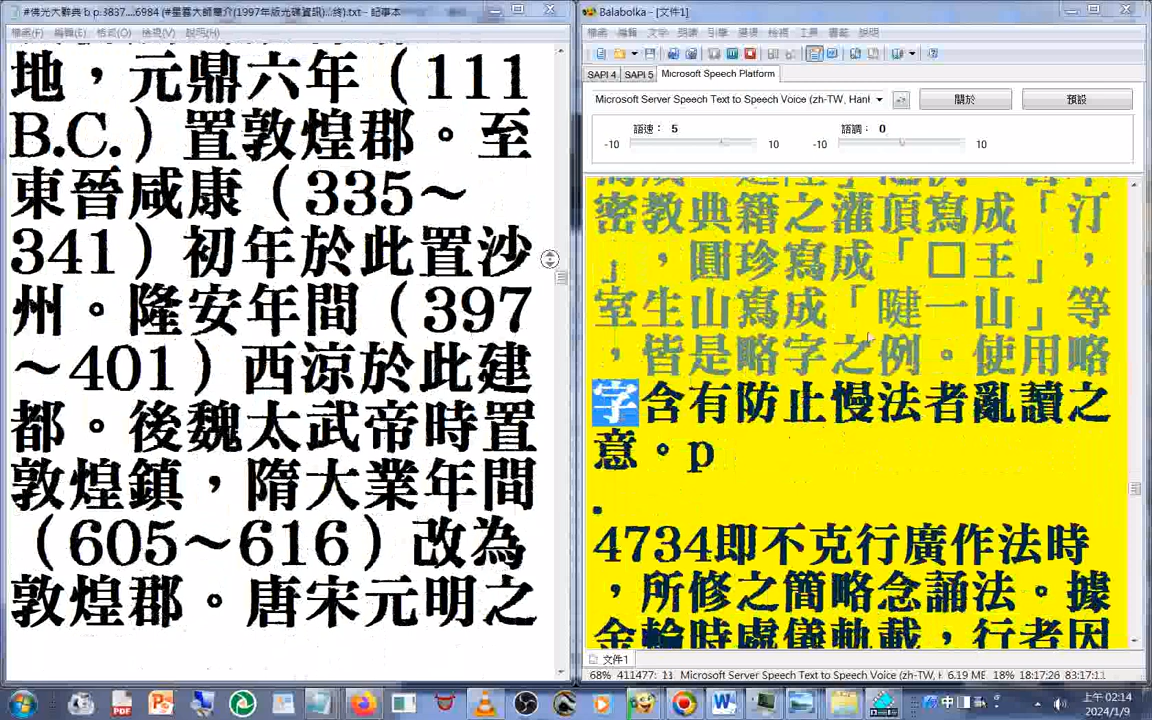 #佛光大辭典 b p.3837....6984 (#星雲大師簡介(1997年版光碟資訊)...終).txt - 記事本
檔案(F) 編輯(E) 格式(O) 檢視(V) 說明(H)
地，元鼎六年（111
B.C.）置敦煌郡。至
東晉咸康（335～
341）初年於此置沙
州。隆安年間（397
～401）西涼於此建
都。後魏太武帝時置
敦煌鎮，隋大業年間
（605～616）改為
敦煌郡。唐宋元明之
Balabolka - [文件1]
檔案 編輯 朗讀 引擎 選項 檢視 工具 書籤 說明
SAPI 4 SAPI 5 Microsoft Speech Platform
Microsoft Server Speech Text to Speech Voice (zh-TW, Hanl
關於
預設
語速： 5
語調： 0
-10 10 -10 10
密教典籍之灌頂寫成「汀
」，圓珍寫成「囗王」，
室生山寫成「睷一山」等
，皆是略字之例。使用略
字含有防止慢法者亂讀之
意。p
.
4734即不克行廣作法時
，所修之簡略念誦法。據
金輪時處儀軌載，行者因
文件1
68% 411477: 11 Microsoft Server Speech Text to Speech Voice (zh-TW, H 6.19 ME 18% 18:17:26 83:17:11
上午 02:14
2024/1/9